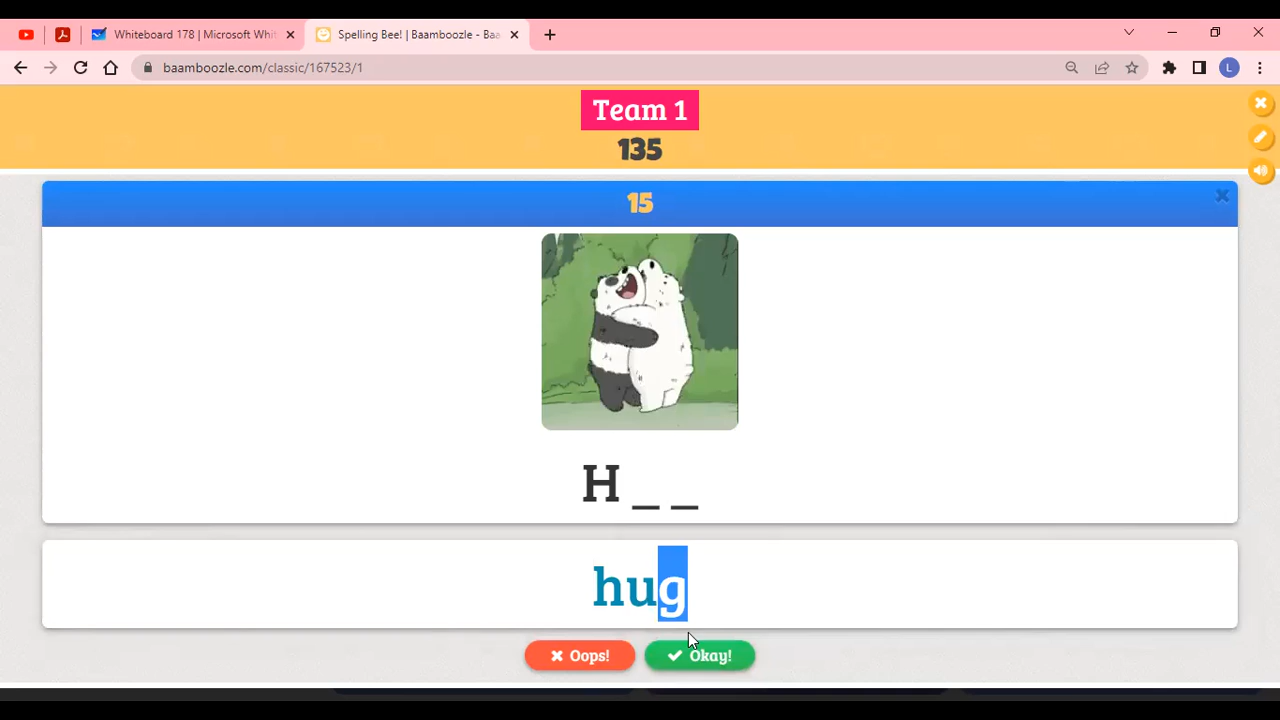 Whiteboard 178 | Microsoft Whi
Spelling Bee! | Baamboozle - Baa
baamboozle.com/classic/167523/1
L
Team 1
135
15
H _ _
hug
Oops!
Okay!